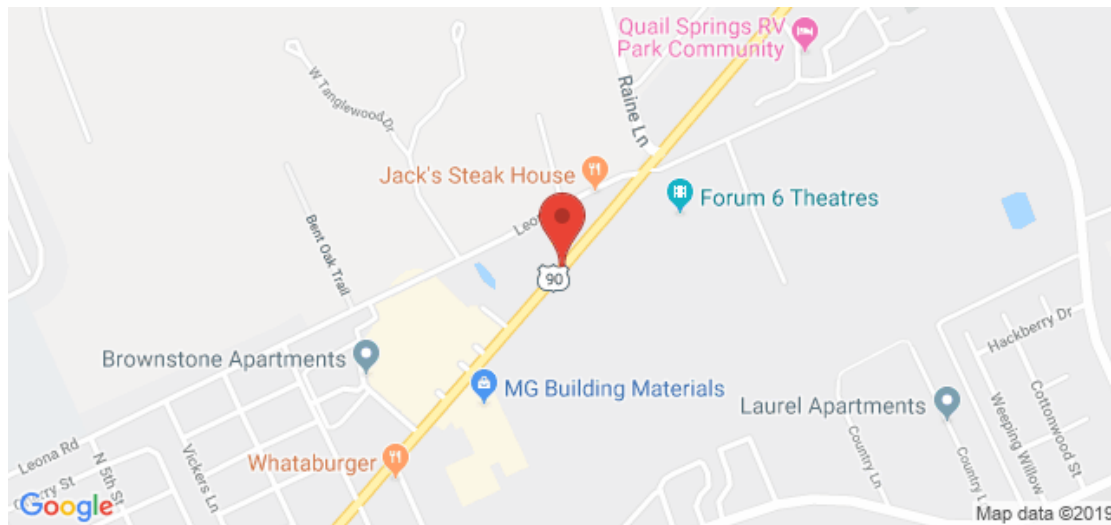 Quail Springs RV
Park Community
W Tanglewood Dr
Raine Ln
Jack's Steak House
Forum 6 Theatres
Bent Oak Trail
90
Hackberry Dr
Brownstone Apartments
MG Building Materials
Laurel Apartments
Cottonwood St
Weeping Willow
Leona Rd
N 5th St
Vickers Ln
Whataburger
Country Ln
Country L
Google
Map data ©2019